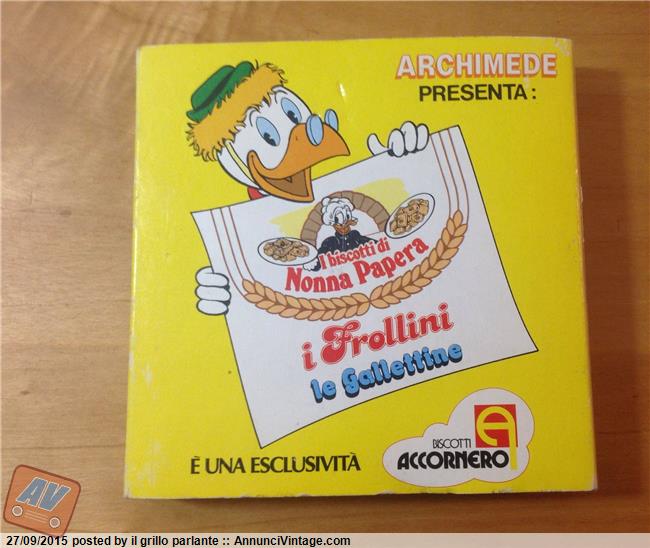 ARCHIMEDE
PRESENTA:
I biscotti di
Nonna Papera
i Frollini
le Gallettine
È UNA ESCLUSIVITÀ
BISCOTTI
ACCORNERO
A
AV
27/09/2015 posted by il grillo parlante :: AnnunciVintage.com